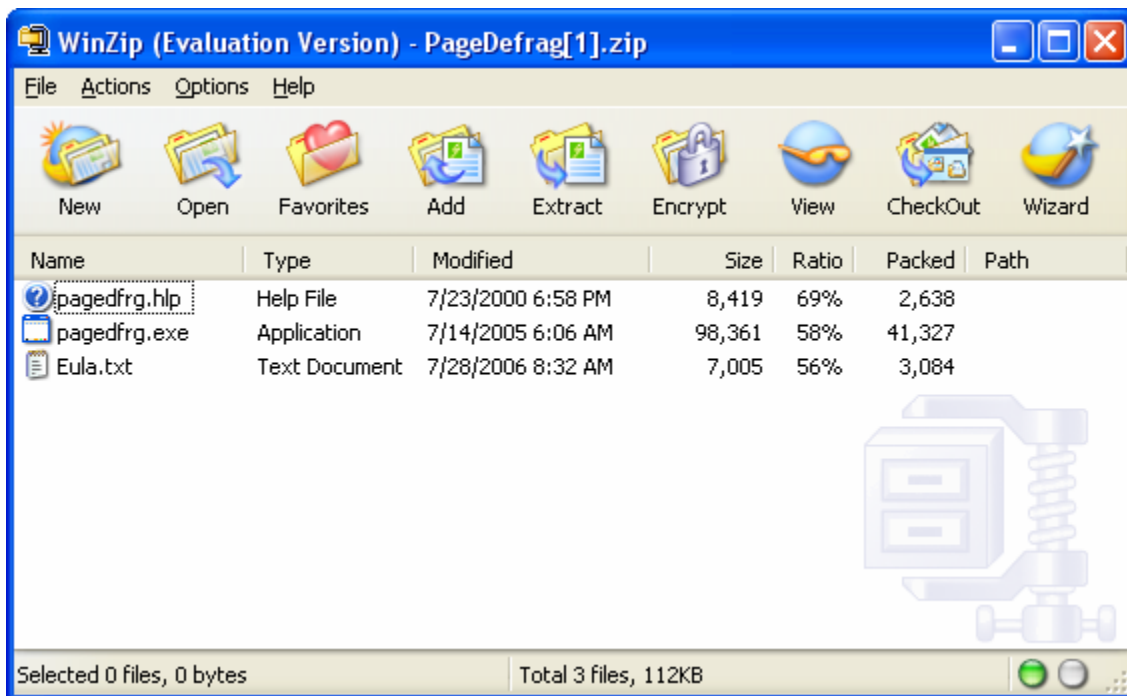 WinZip (Evaluation Version) - PageDefrag[1].zip
File Actions Options Help
New Open Favorites Add Extract Encrypt View CheckOut Wizard
Name Type Modified Size Ratio Packed Path
pagedfrg.hlp Help File 7/23/2000 6:58 PM 8,419 69% 2,638
pagedfrg.exe Application 7/14/2005 6:06 AM 98,361 58% 41,327
Eula.txt Text Document 7/28/2006 8:32 AM 7,005 56% 3,084
Selected 0 files, 0 bytes Total 3 files, 112KB